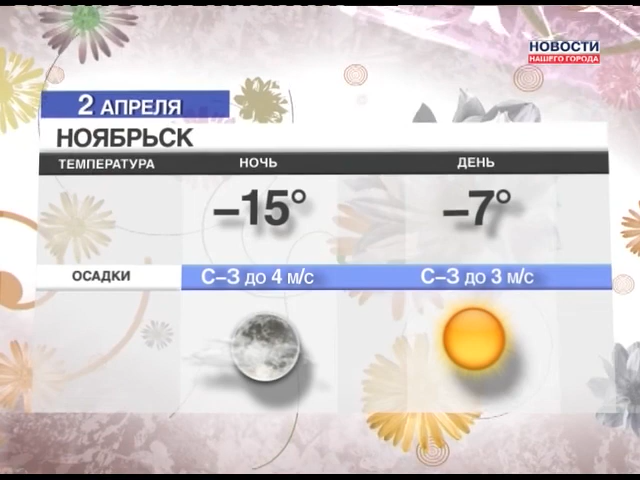 НОВОСТИ
НАШЕГО ГОРОДА
2 АПРЕЛЯ
НОЯБРЬСК
ТЕМПЕРАТУРА НОЧЬ ДЕНЬ
–15° –7°
ОСАДКИ С–З ДО 4 М/С С–З ДО 3 М/С